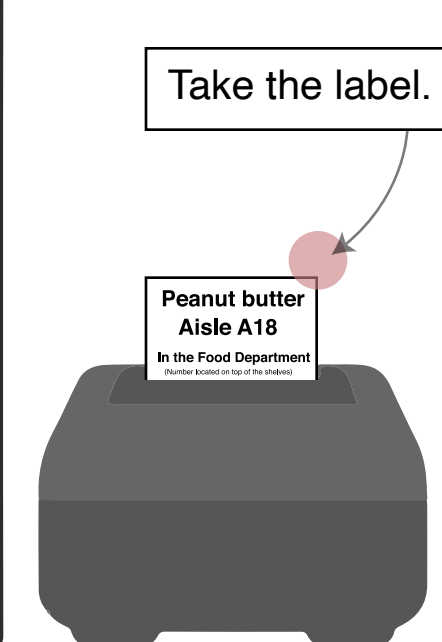 Take the label.
Peanut butter
Aisle A18
In the Food Department
(Number located on top of the shelves)